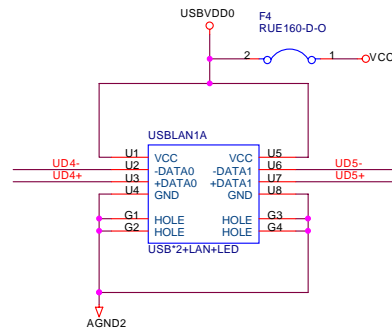 USBVDD0
F4
RUE160-D-O
2 1
VCC
USBLAN1A
U1 VCC VCC U5
UD4- U2 -DATA0 -DATA1 U6 UD5-
UD4+ U3 +DATA0 +DATA1 U7 UD5+
U4 GND GND U8
G1 HOLE HOLE G3
G2 HOLE HOLE G4
USB*2+LAN+LED
AGND2